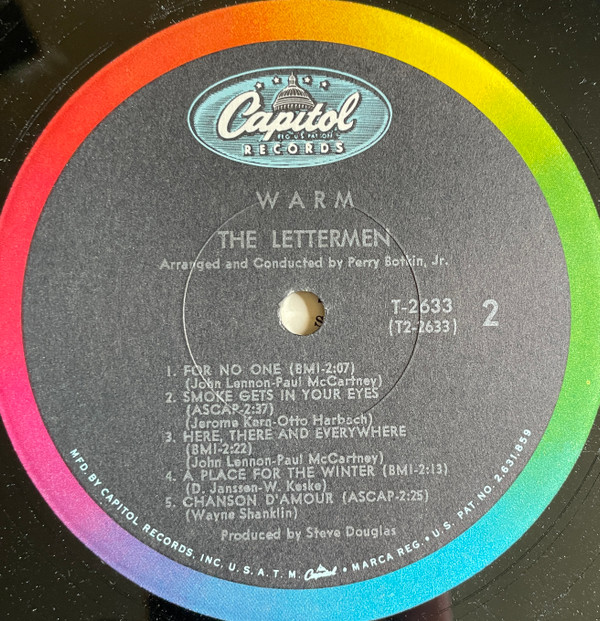 Capitol
REG. U.S. PAT. OFF.
RECORDS
WARM
THE LETTERMEN
Arranged and Conducted by Perry Botkin, Jr.
T-2633
(T2-2633)
2
1. FOR NO ONE (BMI-2:07)
(John Lennon-Paul McCartney)
2. SMOKE GETS IN YOUR EYES
(ASCAP-2:37)
(Jerome Kern-Otto Harbach)
3. HERE, THERE AND EVERYWHERE
(BMI-2:22)
(John Lennon-Paul McCartney)
4. A PLACE FOR THE WINTER (BMI-2:13)
(D. Janssen-W. Keske)
5. CHANSON D'AMOUR (ASCAP-2:25)
(Wayne Shanklin)
Produced by Steve Douglas
MFD. BY CAPITOL RECORDS, INC. U.S.A. T.M. Capitol • MARCA REG. • U.S. PAT. NO. 2,631,859